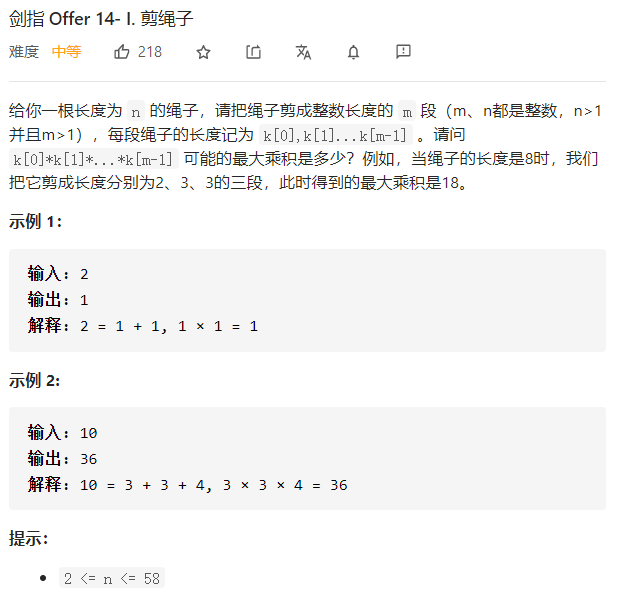 剑指 Offer 14- I. 剪绳子
难度 中等 218
给你一根长度为 n 的绳子，请把绳子剪成整数长度的 m 段（m、n都是整数，n>1
并且m>1），每段绳子的长度记为 k[0],k[1]...k[m-1] 。请问
k[0]*k[1]*...*k[m-1] 可能的最大乘积是多少？例如，当绳子的长度是8时，我们
把它剪成长度分别为2、3、3的三段，此时得到的最大乘积是18。
示例 1：
输入: 2
输出: 1
解释: 2 = 1 + 1, 1 × 1 = 1
示例 2:
输入: 10
输出: 36
解释: 10 = 3 + 3 + 4, 3 × 3 × 4 = 36
提示：
• 2 <= n <= 58